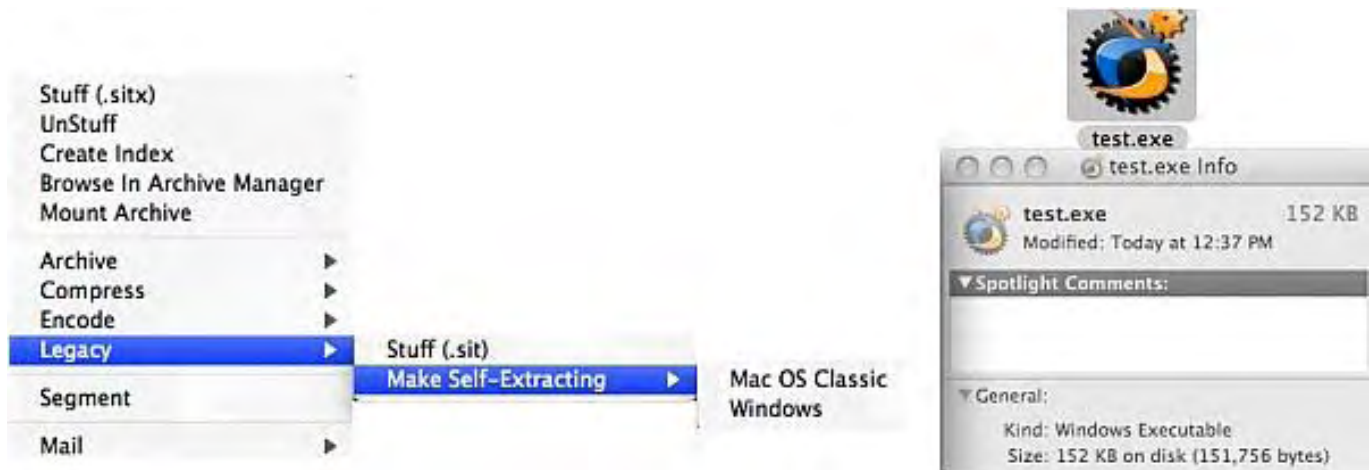 Stuff (.sitx)
UnStuff
Create Index
Browse In Archive Manager
Mount Archive
Archive
Compress
Encode
Legacy
Segment
Mail
Stuff (.sit)
Make Self-Extracting
Mac OS Classic
Windows
test.exe
test.exe Info
test.exe 152 KB
Modified: Today at 12:37 PM
Spotlight Comments:
General:
Kind: Windows Executable
Size: 152 KB on disk (151,756 bytes)